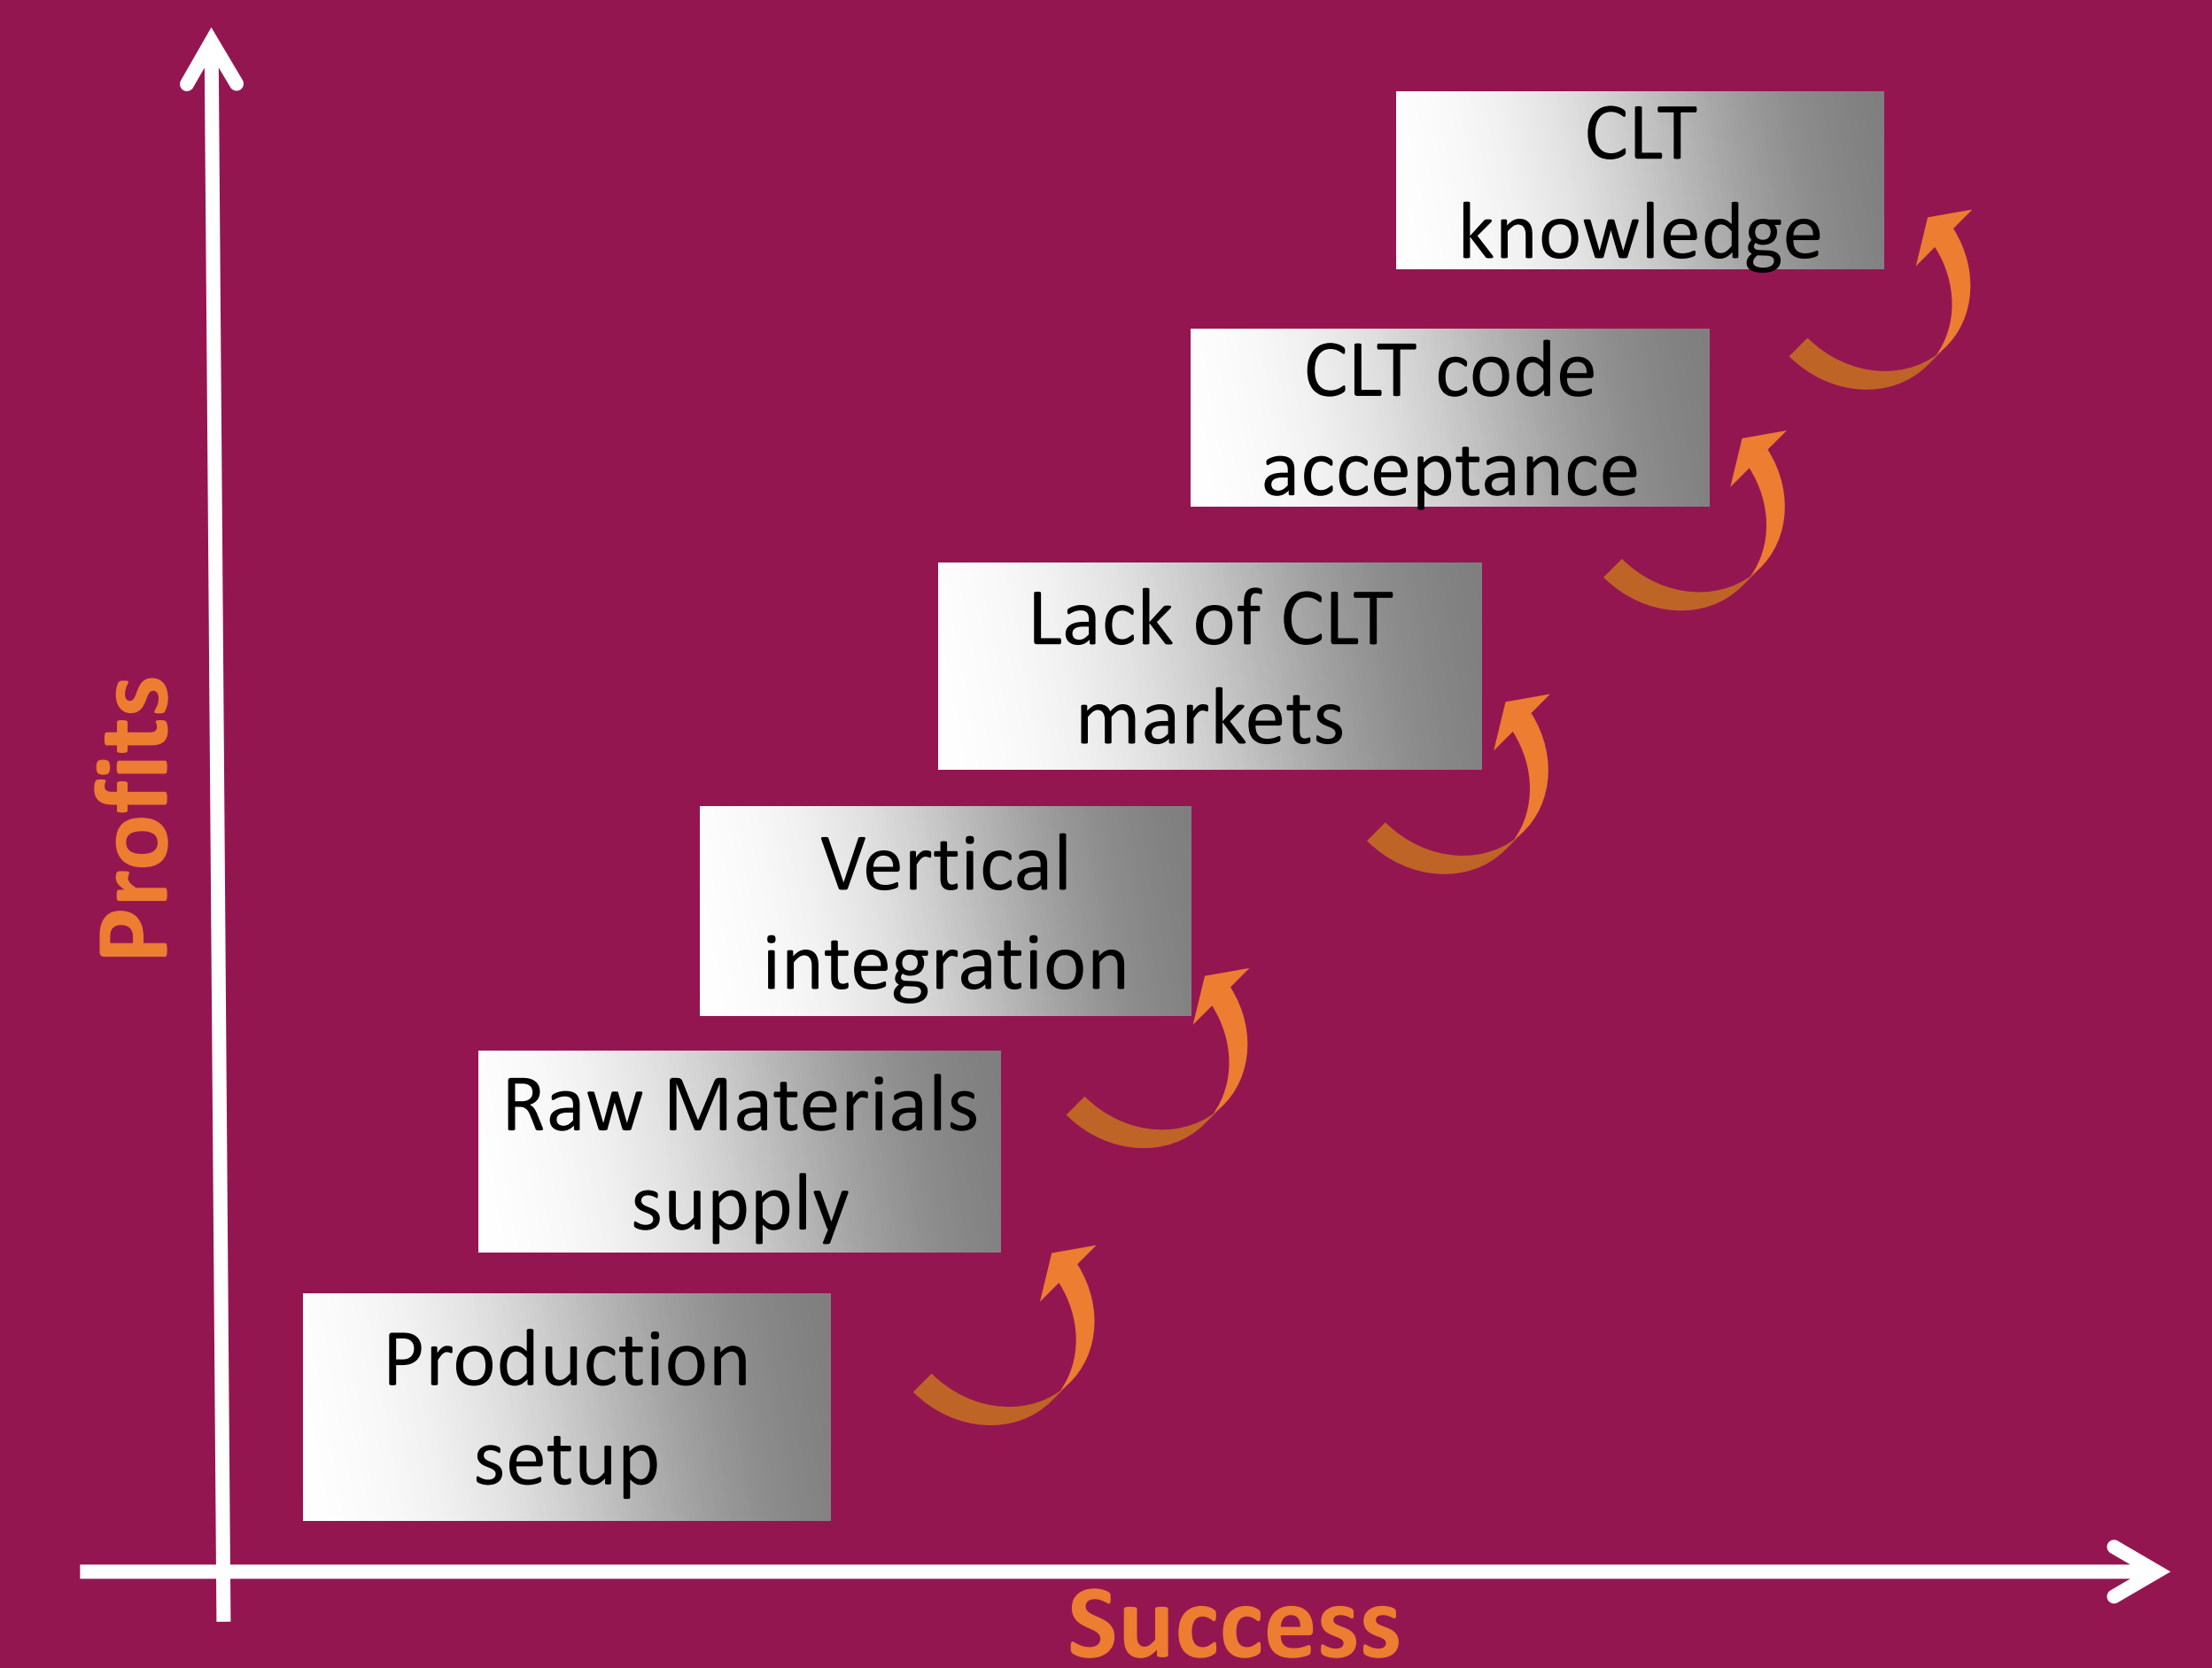 CLT
knowledge
CLT code
acceptance
Lack of CLT
markets
Vertical
integration
Raw Materials
supply
Production
setup
Profits
Success